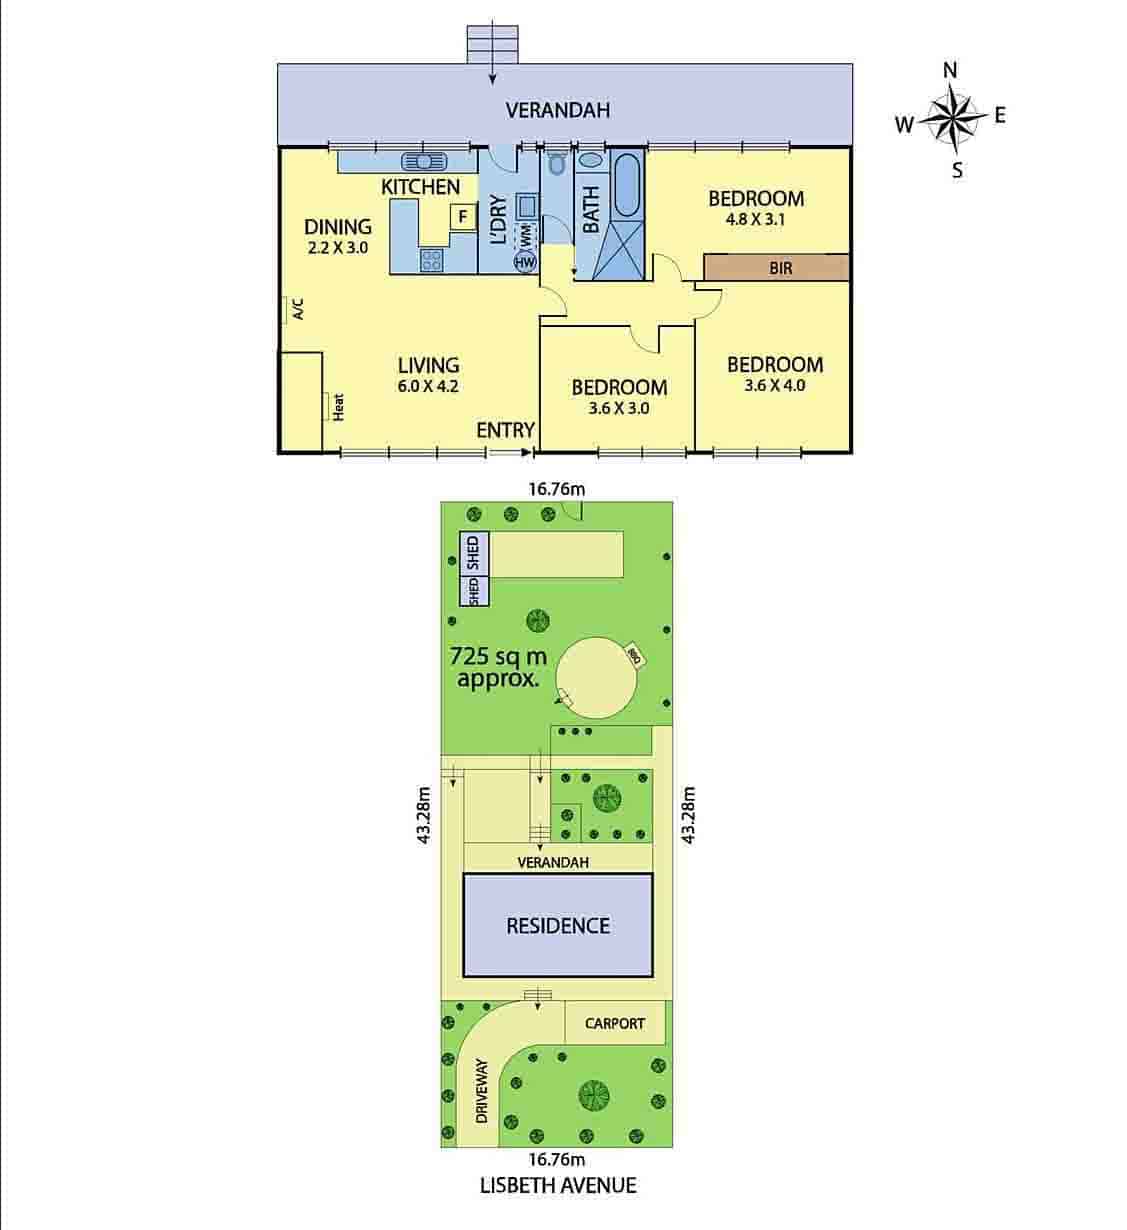 VERANDAH
N
W
E
S
KITCHEN
F
DINING
2.2 X 3.0
L'DRY
WM
HW
BATH
BEDROOM
4.8 X 3.1
BIR
A/C
LIVING
6.0 X 4.2
Heat
ENTRY
BEDROOM
3.6 X 3.0
BEDROOM
3.6 X 4.0
16.76m
SHED
SHED
725 sq m
approx.
BBQ
43.28m
43.28m
VERANDAH
RESIDENCE
CARPORT
DRIVEWAY
16.76m
LISBETH AVENUE